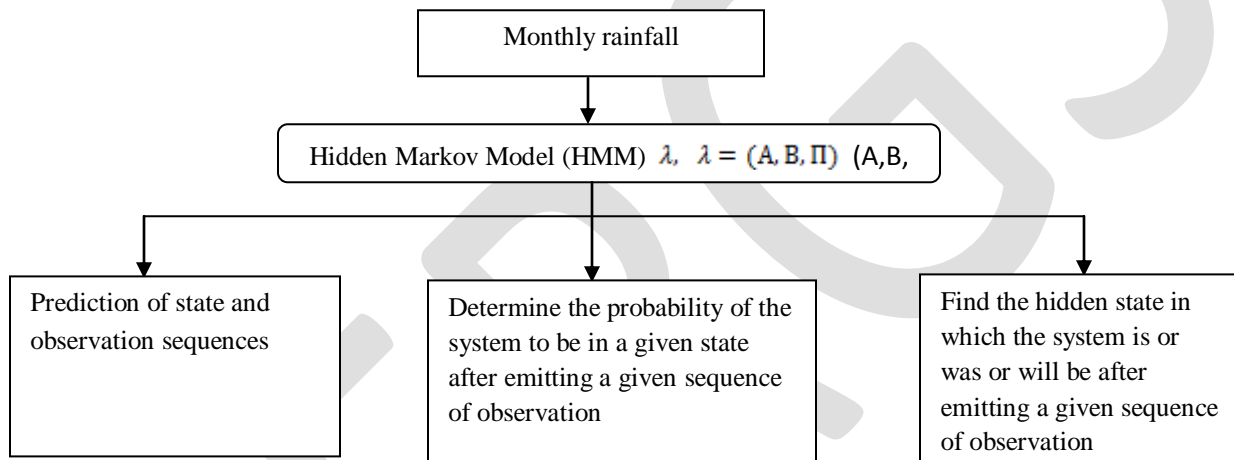 Monthly rainfall
Hidden Markov Model (HMM) λ, λ = (A, B, Π) (A,B,
Prediction of state and
observation sequences
Determine the probability of the
system to be in a given state
after emitting a given sequence
of observation
Find the hidden state in
which the system is or
was or will be after
emitting a given sequence
of observation